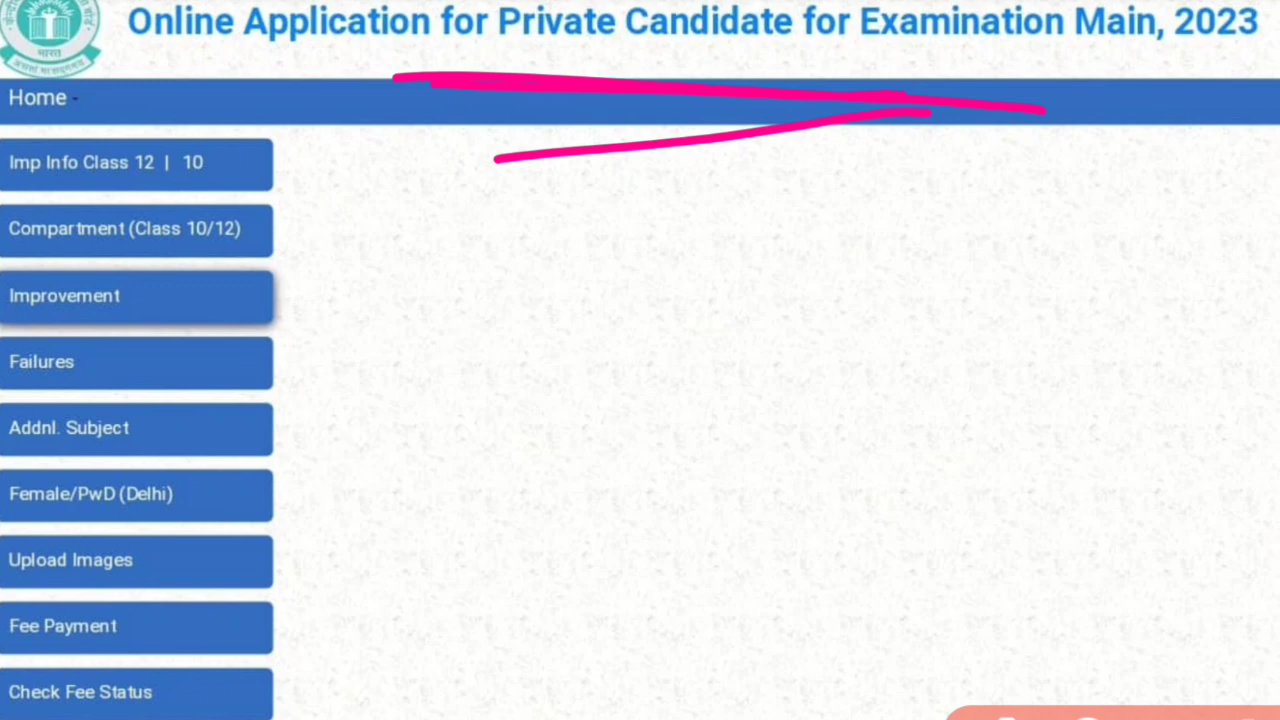 Online Application for Private Candidate for Examination Main, 2023
भारत
Home
Imp Info Class 12 | 10
Compartment (Class 10/12)
Improvement
Failures
Addnl. Subject
Female/PwD (Delhi)
Upload Images
Fee Payment
Check Fee Status